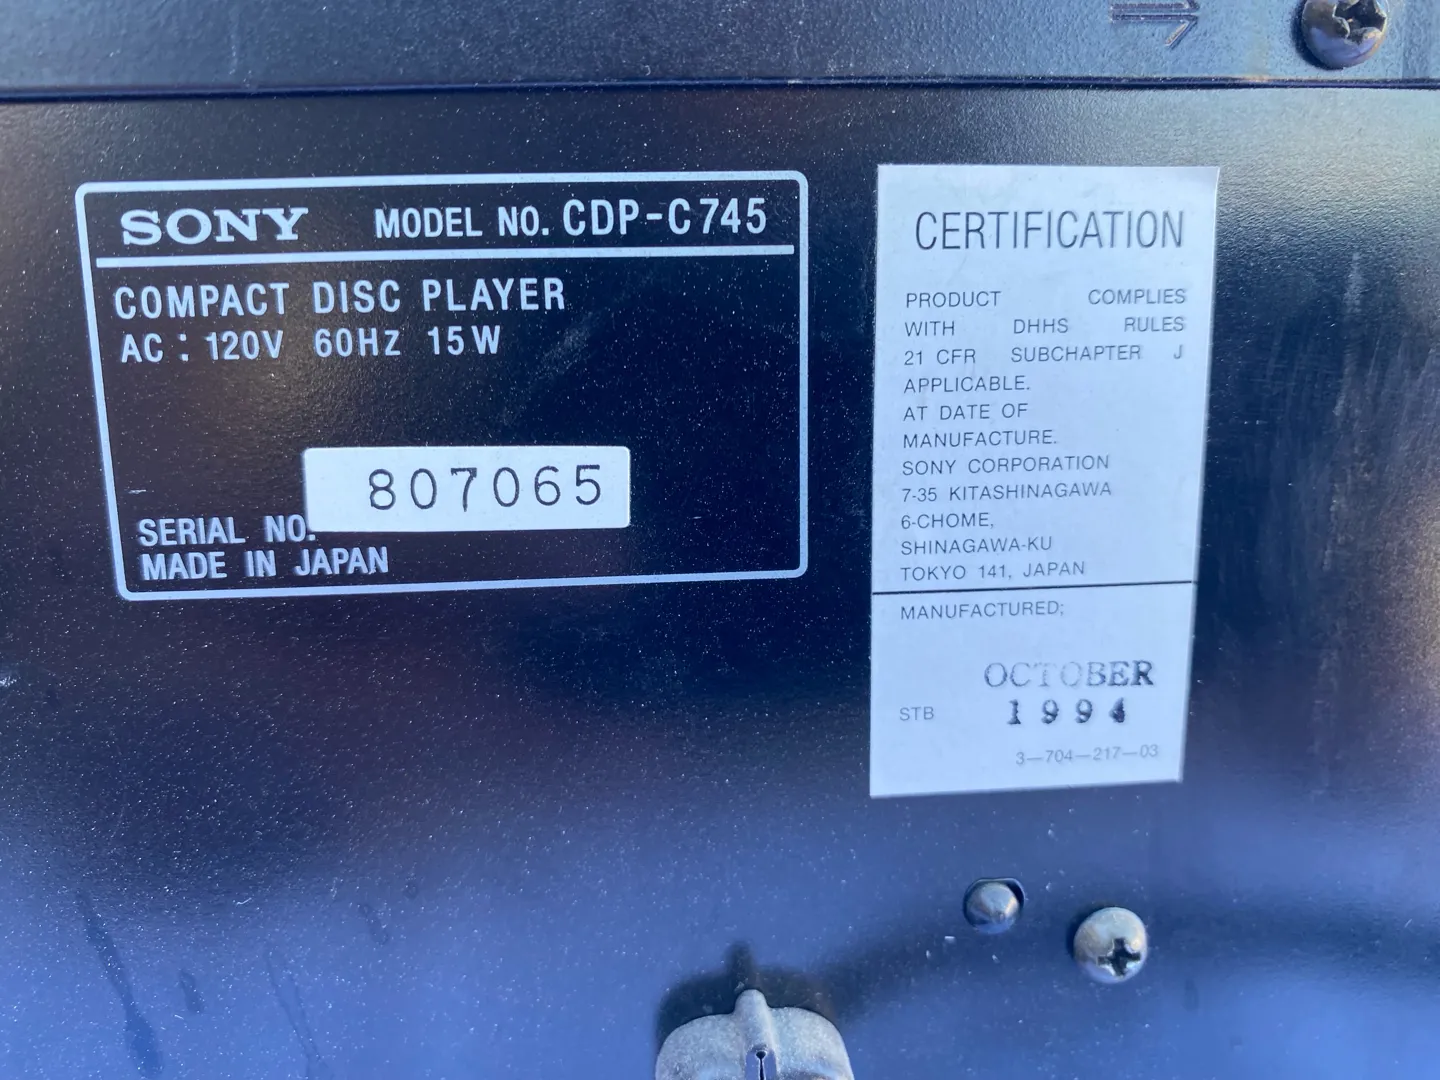 SONY MODEL NO. CDP-C745
COMPACT DISC PLAYER
AC : 120V 60Hz 15W
807065
SERIAL NO.
MADE IN JAPAN
CERTIFICATION
PRODUCT COMPLIES
WITH DHHS RULES
21 CFR SUBCHAPTER J
APPLICABLE.
AT DATE OF
MANUFACTURE.
SONY CORPORATION
7-35 KITASHINAGAWA
6-CHOME,
SHINAGAWA-KU
TOKYO 141, JAPAN
MANUFACTURED;
OCTOBER
STB 1994
3—704—217—03